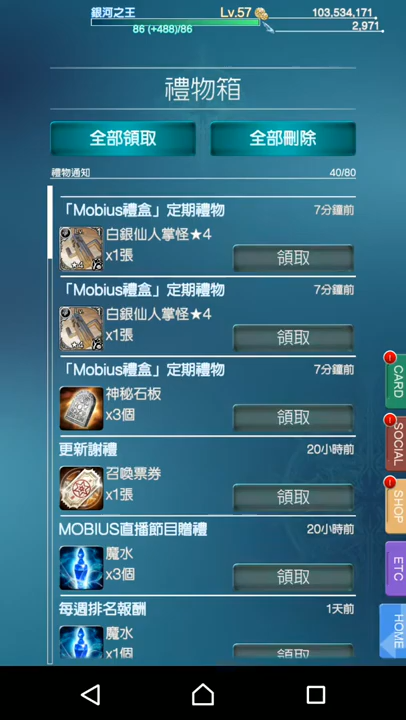 銀河之王 Lv.57 103,534,171
86 (+488)/86 2,971
禮物箱
全部領取 全部刪除
禮物通知 40/80
「Mobius禮盒」定期禮物 7分鐘前
白銀仙人掌怪★4
x1張 領取
「Mobius禮盒」定期禮物 7分鐘前
白銀仙人掌怪★4
x1張 領取
「Mobius禮盒」定期禮物 7分鐘前
神秘石板
x3個 領取
更新謝禮 20小時前
召喚票券
x1張 領取
MOBIUS直播節目贈禮 20小時前
魔水
x3個 領取
每週排名報酬 1天前
魔水
x1個 領取
CARD
SOCIAL
SHOP
ETC
HOME